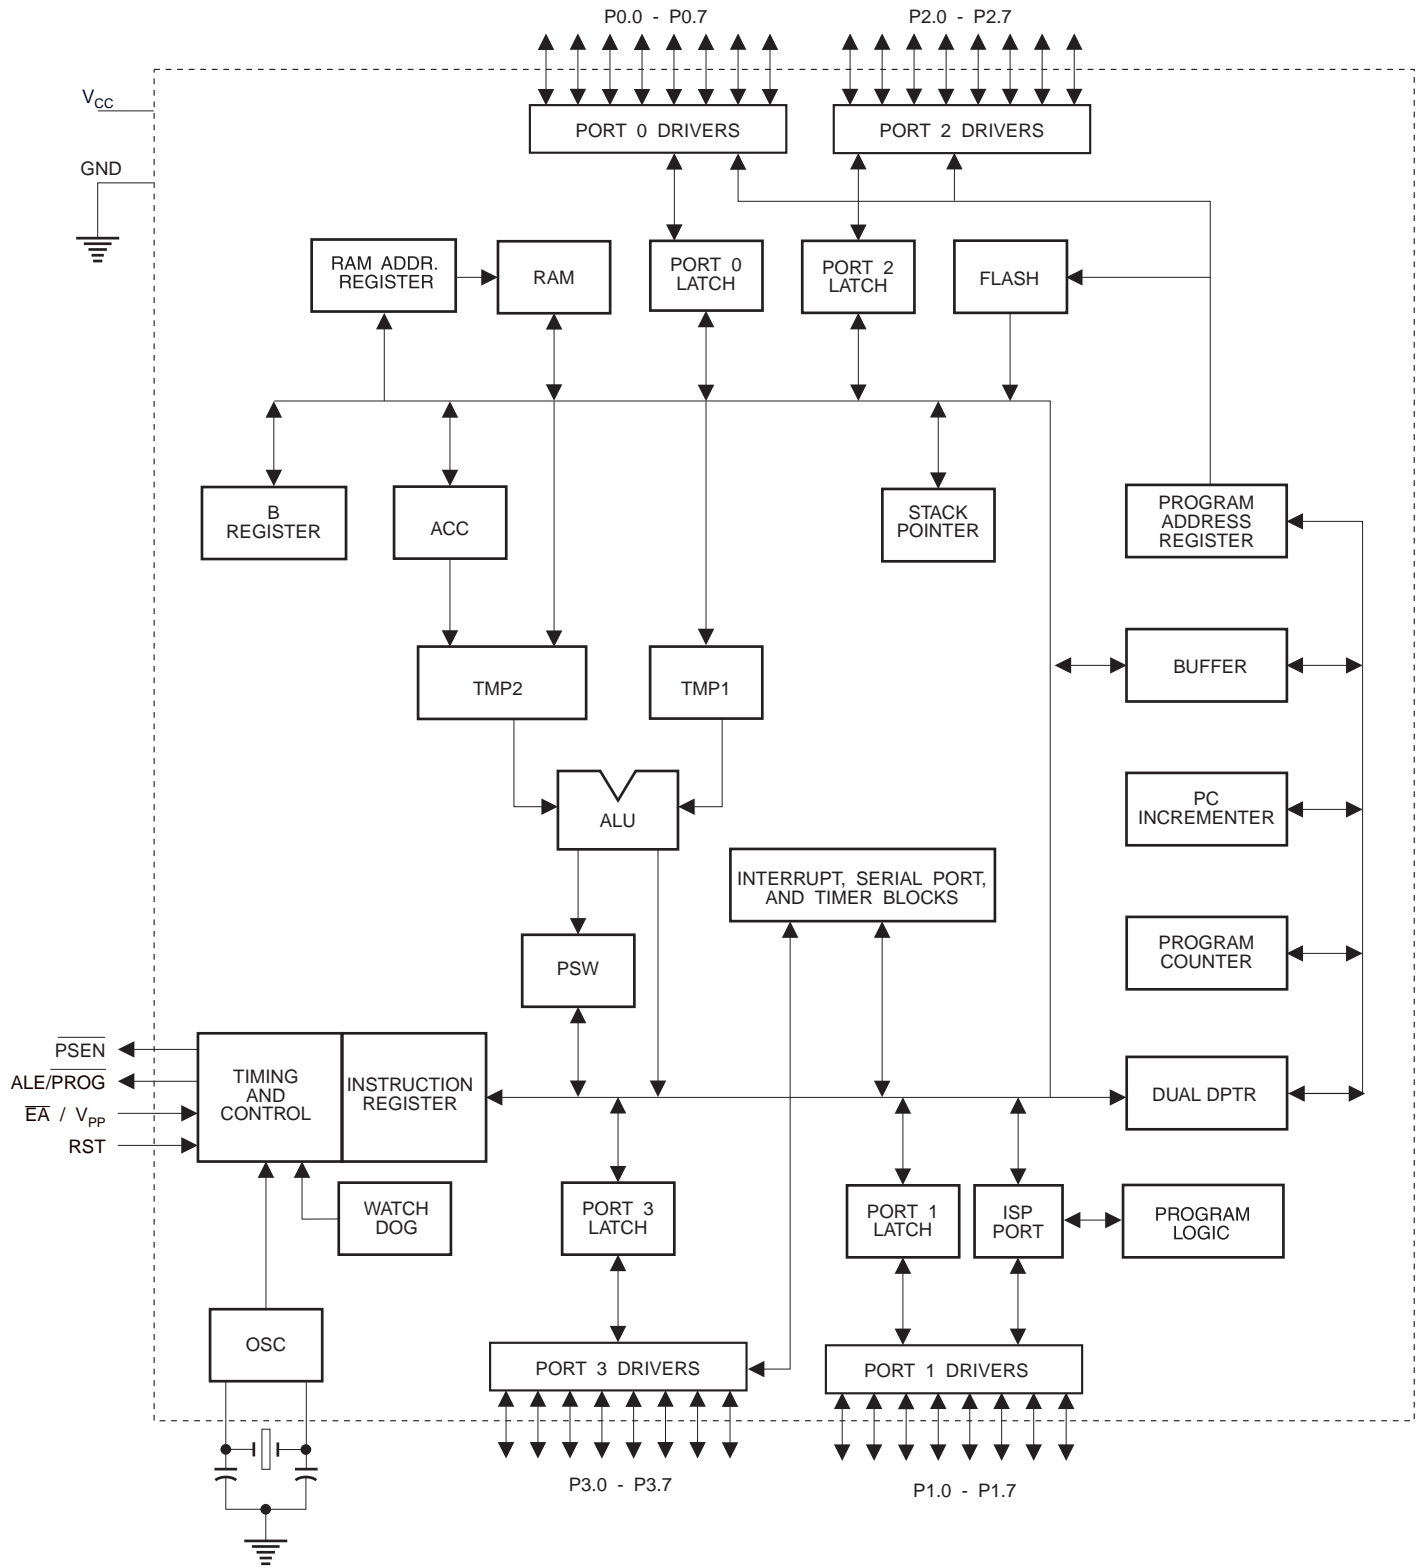 P0.0 - P0.7
P2.0 - P2.7
VCC
PORT 0 DRIVERS
PORT 2 DRIVERS
GND
RAM ADDR.
REGISTER
RAM
PORT 0
LATCH
PORT 2
LATCH
FLASH
B
REGISTER
ACC
STACK
POINTER
PROGRAM
ADDRESS
REGISTER
BUFFER
TMP2
TMP1
ALU
PC
INCREMENTER
INTERRUPT, SERIAL PORT,
AND TIMER BLOCKS
PROGRAM
COUNTER
PSW
PSEN
ALE/PROG
EA / VPP
RST
TIMING
AND
CONTROL
INSTRUCTION
REGISTER
DUAL DPTR
WATCH
DOG
PORT 3
LATCH
PORT 1
LATCH
ISP
PORT
PROGRAM
LOGIC
OSC
PORT 3 DRIVERS
PORT 1 DRIVERS
P3.0 - P3.7
P1.0 - P1.7